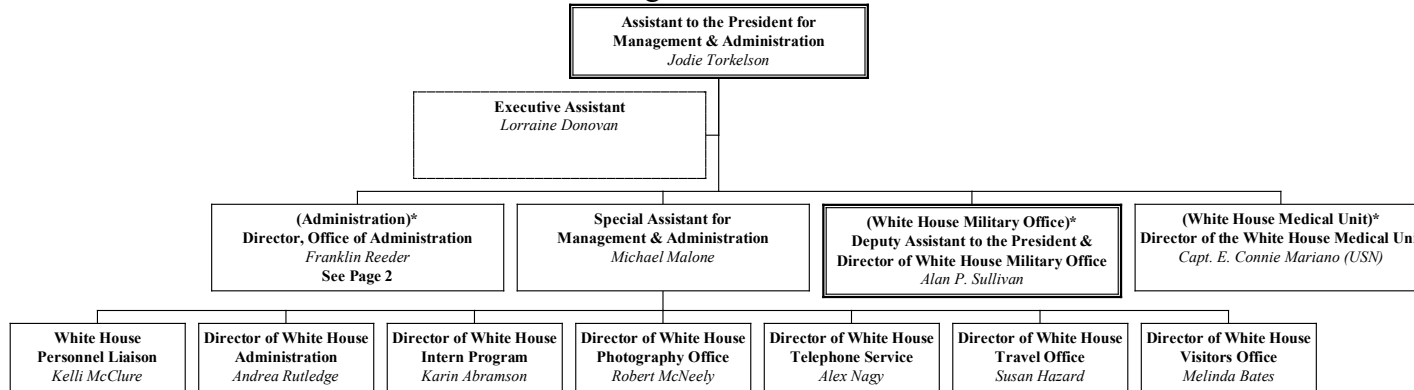 Assistant to the President for
Management & Administration
Jodie Torkelson
Executive Assistant
Lorraine Donovan
(Administration)*
Director, Office of Administration
Franklin Reeder
See Page 2
Special Assistant for
Management & Administration
Michael Malone
(White House Military Office)*
Deputy Assistant to the President &
Director of White House Military Office
Alan P. Sullivan
(White House Medical Unit)*
Director of the White House Medical
Capt. E. Connie Mariano (USN)
White House
Personnel Liaison
Kelli McClure
Director of White House
Administration
Andrea Rutledge
Director of White House
Intern Program
Karin Abramson
Director of White House
Photography Office
Robert McNeely
Director of White House
Telephone Service
Alex Nagy
Director of White House
Travel Office
Susan Hazard
Director of White House
Visitors Office
Melinda Bates